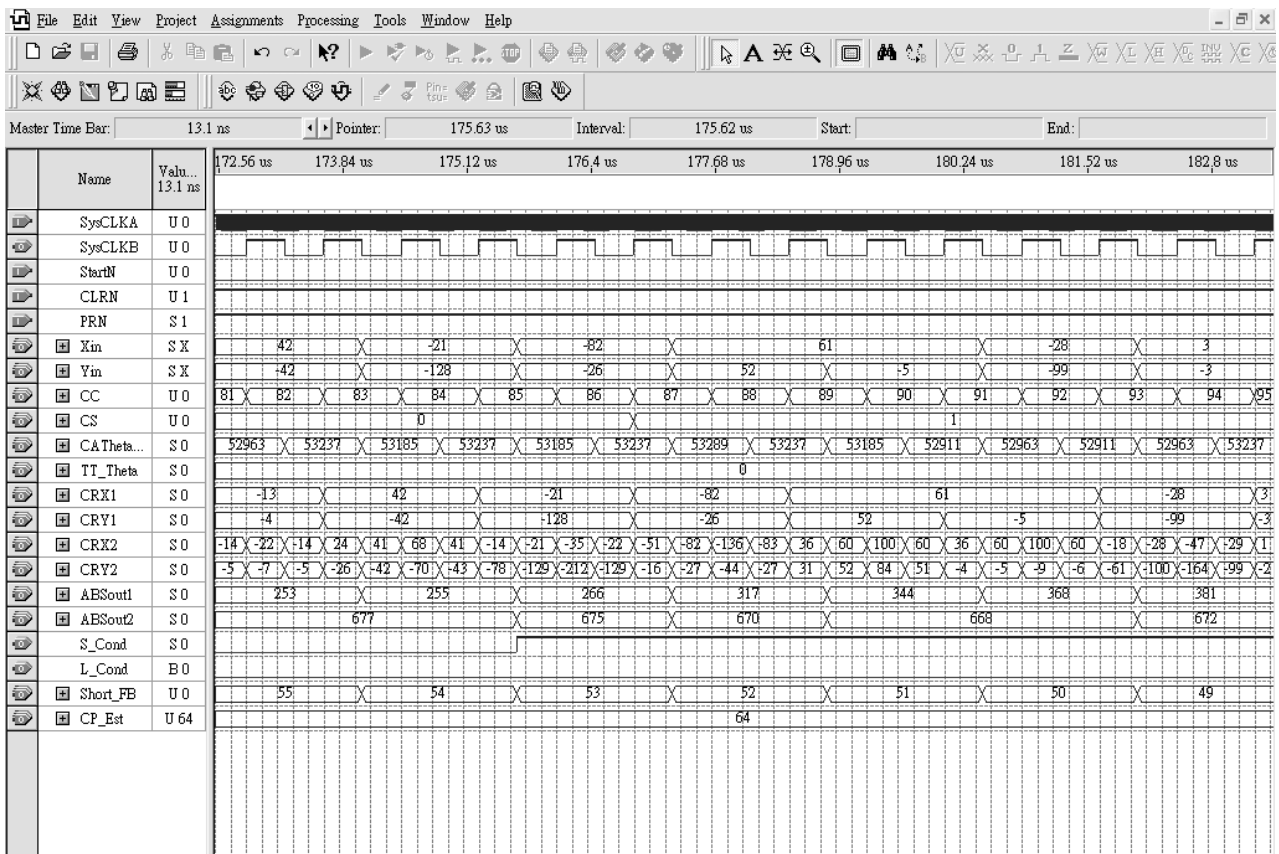 File Edit View Project Assignments Processing Tools Window Help
Master Time Bar: 13.1 ns Pointer: 175.63 us Interval: 175.62 us Start: End:
Name Valu... 13.1 ns 172.56 us 173.84 us 175.12 us 176.4 us 177.68 us 178.96 us 180.24 us 181.52 us 182.8 us
SysCLKA U 0
SysCLKB U 0
StartN U 0
CLRN U 1
PRN S 1
Xin S X 42 -21 -82 61 -28 3
Yin S X -42 -128 -26 52 -5 -99 -3
CC U 0 81 82 83 84 85 86 87 88 89 90 91 92 93 94 95
CS U 0 0 1
CATheta... S 0 52963 53237 53185 53237 53185 53237 53289 53237 53185 52911 52963 52911 52963 53237
TT_Theta S 0 0
CRX1 S 0 -13 42 -21 -82 61 -28 3
CRY1 S 0 -4 -42 -128 -26 52 -5 -99 -3
CRX2 S 0 -14 -22 -14 24 41 68 41 -14 -21 -35 -22 -51 -82 -136 -83 36 60 100 60 36 60 100 60 -18 -28 -47 -29 1
CRY2 S 0 -5 -7 -5 -26 -42 -70 -43 -78 -129 -212 -129 -16 -27 -44 -27 31 52 84 51 -4 -5 -9 -6 -61 -100 -164 -99 -2
ABSout1 S 0 253 255 266 317 344 368 381
ABSout2 S 0 677 675 670 668 672
S_Cond S 0
L_Cond B 0
Short_FB U 0 55 54 53 52 51 50 49
CP_Est U 64 64